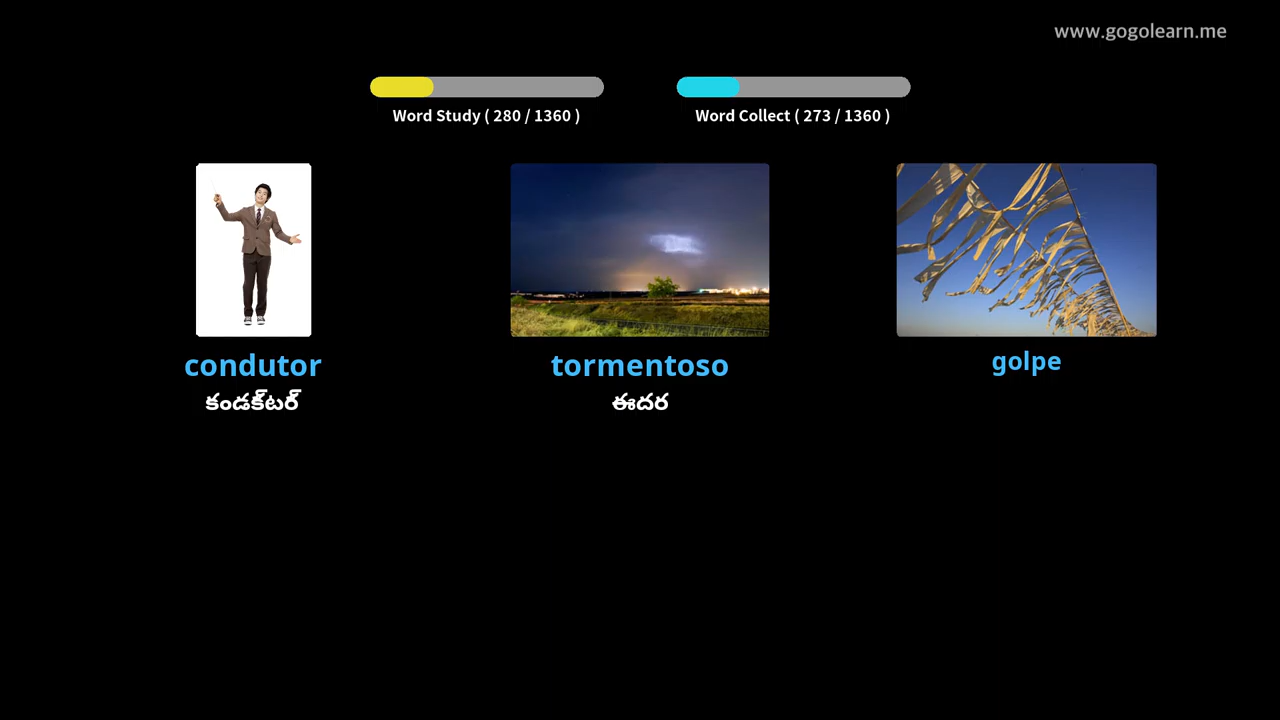 www.gogolearn.me
Word Study ( 280 / 1360 )
Word Collect ( 273 / 1360 )
condutor
tormentoso
golpe
కండక్టర్
ఈదర